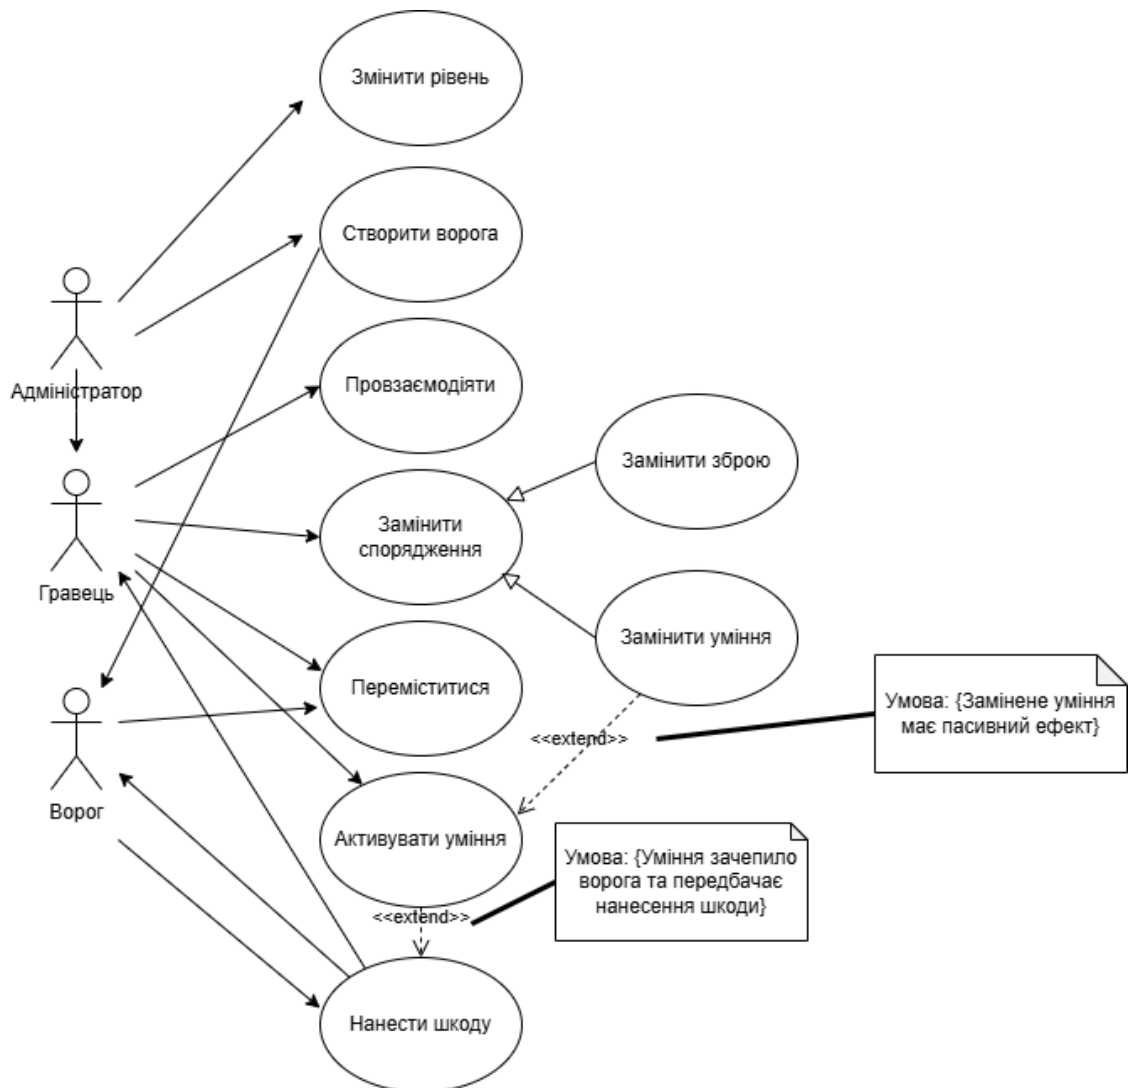 Змінити рівень
Створити ворога
Адміністратор
Провзаємодіяти
Замінити зброю
Замінити
спорядження
Гравець
Замінити уміння
Переміститися
Умова: {Замінене уміння
має пасивний ефект}
<<extend>>
Ворог
Активувати уміння
Умова: {Уміння зачепило
ворога та передбачає
нанесення шкоди}
<<extend>>
Нанести шкоду